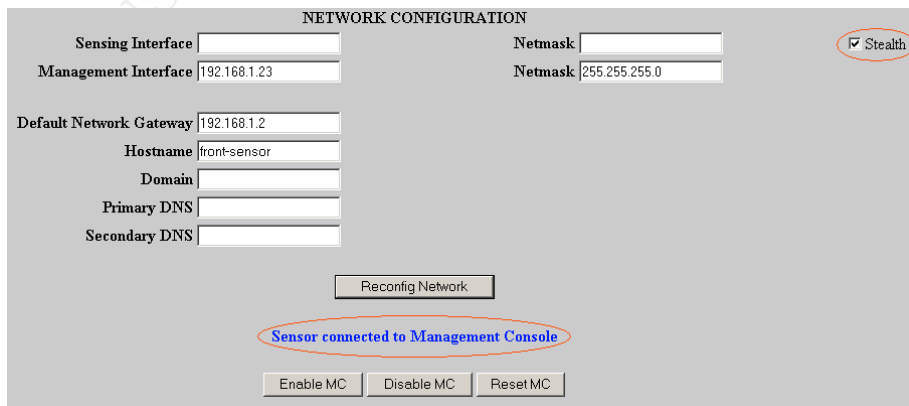 NETWORK CONFIGURATION
Sensing Interface Netmask Stealth
Management Interface 192.168.1.23 Netmask 255.255.255.0
Default Network Gateway 192.168.1.2
Hostname front-sensor
Domain
Primary DNS
Secondary DNS
Reconfig Network
Sensor connected to Management Console
Enable MC Disable MC Reset MC